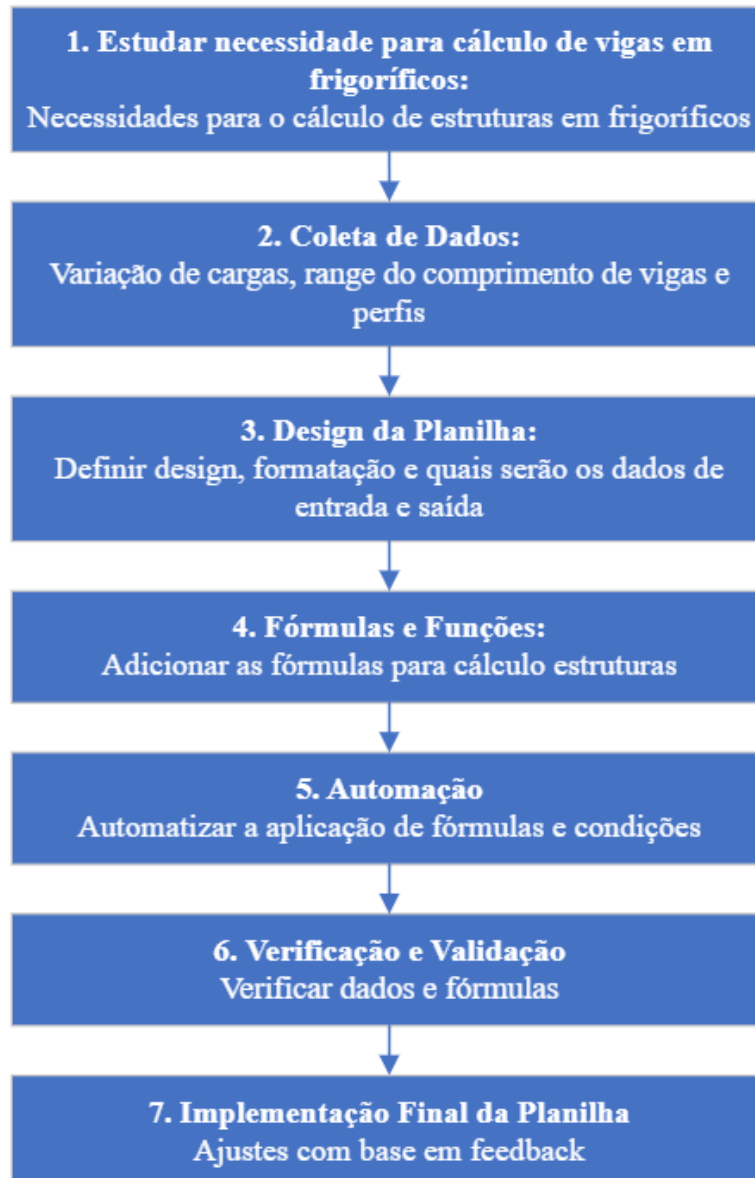 1. Estudar necessidade para cálculo de vigas em
frigoríficos:
Necessidades para o cálculo de estruturas em frigoríficos
2. Coleta de Dados:
Variação de cargas, range do comprimento de vigas e
perfis
3. Design da Planilha:
Definir design, formatação e quais serão os dados de
entrada e saída
4. Fórmulas e Funções:
Adicionar as fórmulas para cálculo estruturas
5. Automação
Automatizar a aplicação de fórmulas e condições
6. Verificação e Validação
Verificar dados e fórmulas
7. Implementação Final da Planilha
Ajustes com base em feedback